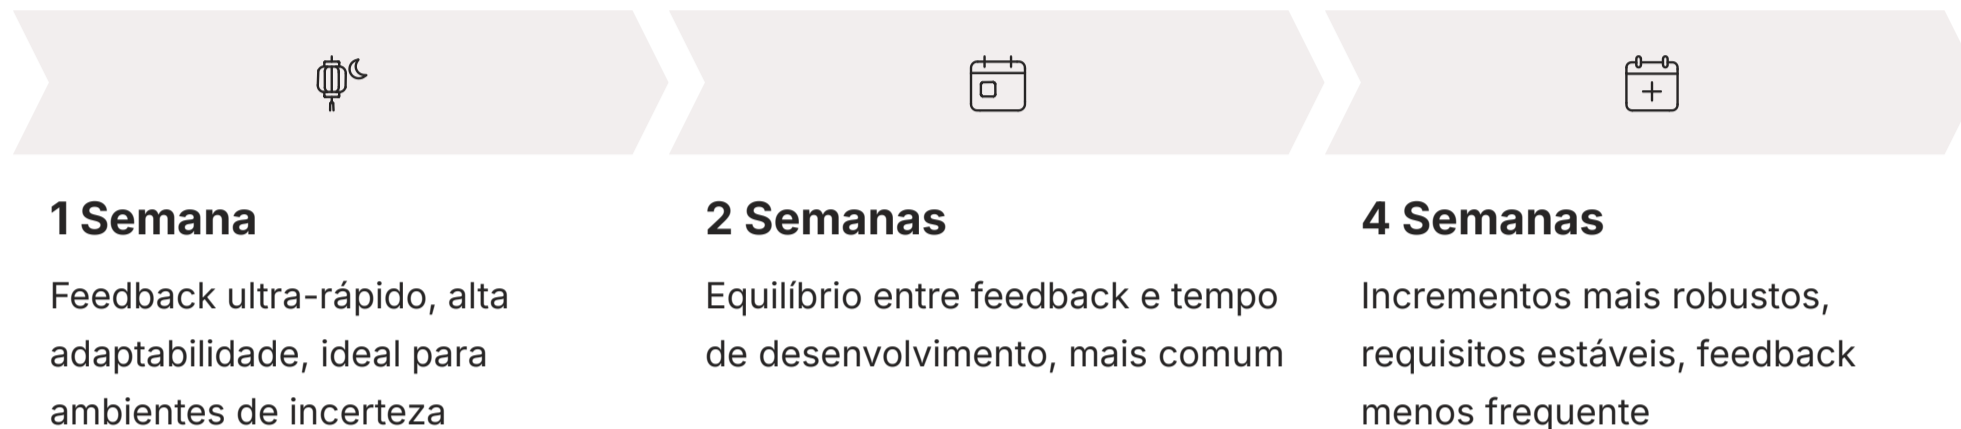 1 Semana
Feedback ultra-rápido, alta
adaptabilidade, ideal para
ambientes de incerteza
2 Semanas
Equilíbrio entre feedback e tempo
de desenvolvimento, mais comum
4 Semanas
Incrementos mais robustos,
requisitos estáveis, feedback
menos frequente